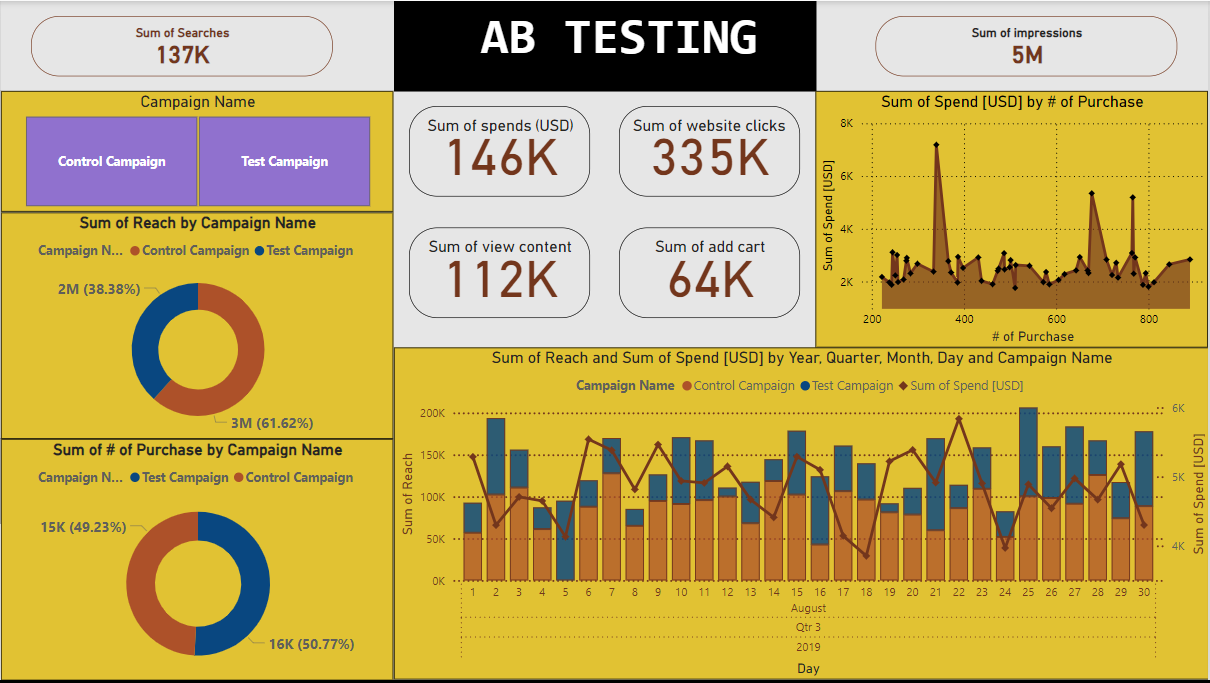 Sum of Searches
137K
AB TESTING
Sum of impressions
5M
Campaign Name
Control Campaign
Test Campaign
Sum of spends (USD)
146K
Sum of website clicks
335K
Sum of view content
112K
Sum of add cart
64K
Sum of Spend [USD] by # of Purchase
Sum of Spend [USD]
8K
6K
4K
2K
200 400 600 800
# of Purchase
Sum of Reach by Campaign Name
Campaign N... Control Campaign Test Campaign
2M (38.38%)
3M (61.62%)
Sum of # of Purchase by Campaign Name
Campaign N... Test Campaign Control Campaign
15K (49.23%)
16K (50.77%)
Sum of Reach and Sum of Spend [USD] by Year, Quarter, Month, Day and Campaign Name
Campaign Name Control Campaign Test Campaign Sum of Spend [USD]
Sum of Reach
200K
150K
100K
50K
0K
6K
5K
4K
Sum of Spend [USD]
1 2 3 4 5 6 7 8 9 10 11 12 13 14 15 16 17 18 19 20 21 22 23 24 25 26 27 28 29 30
August
Qtr 3
2019
Day